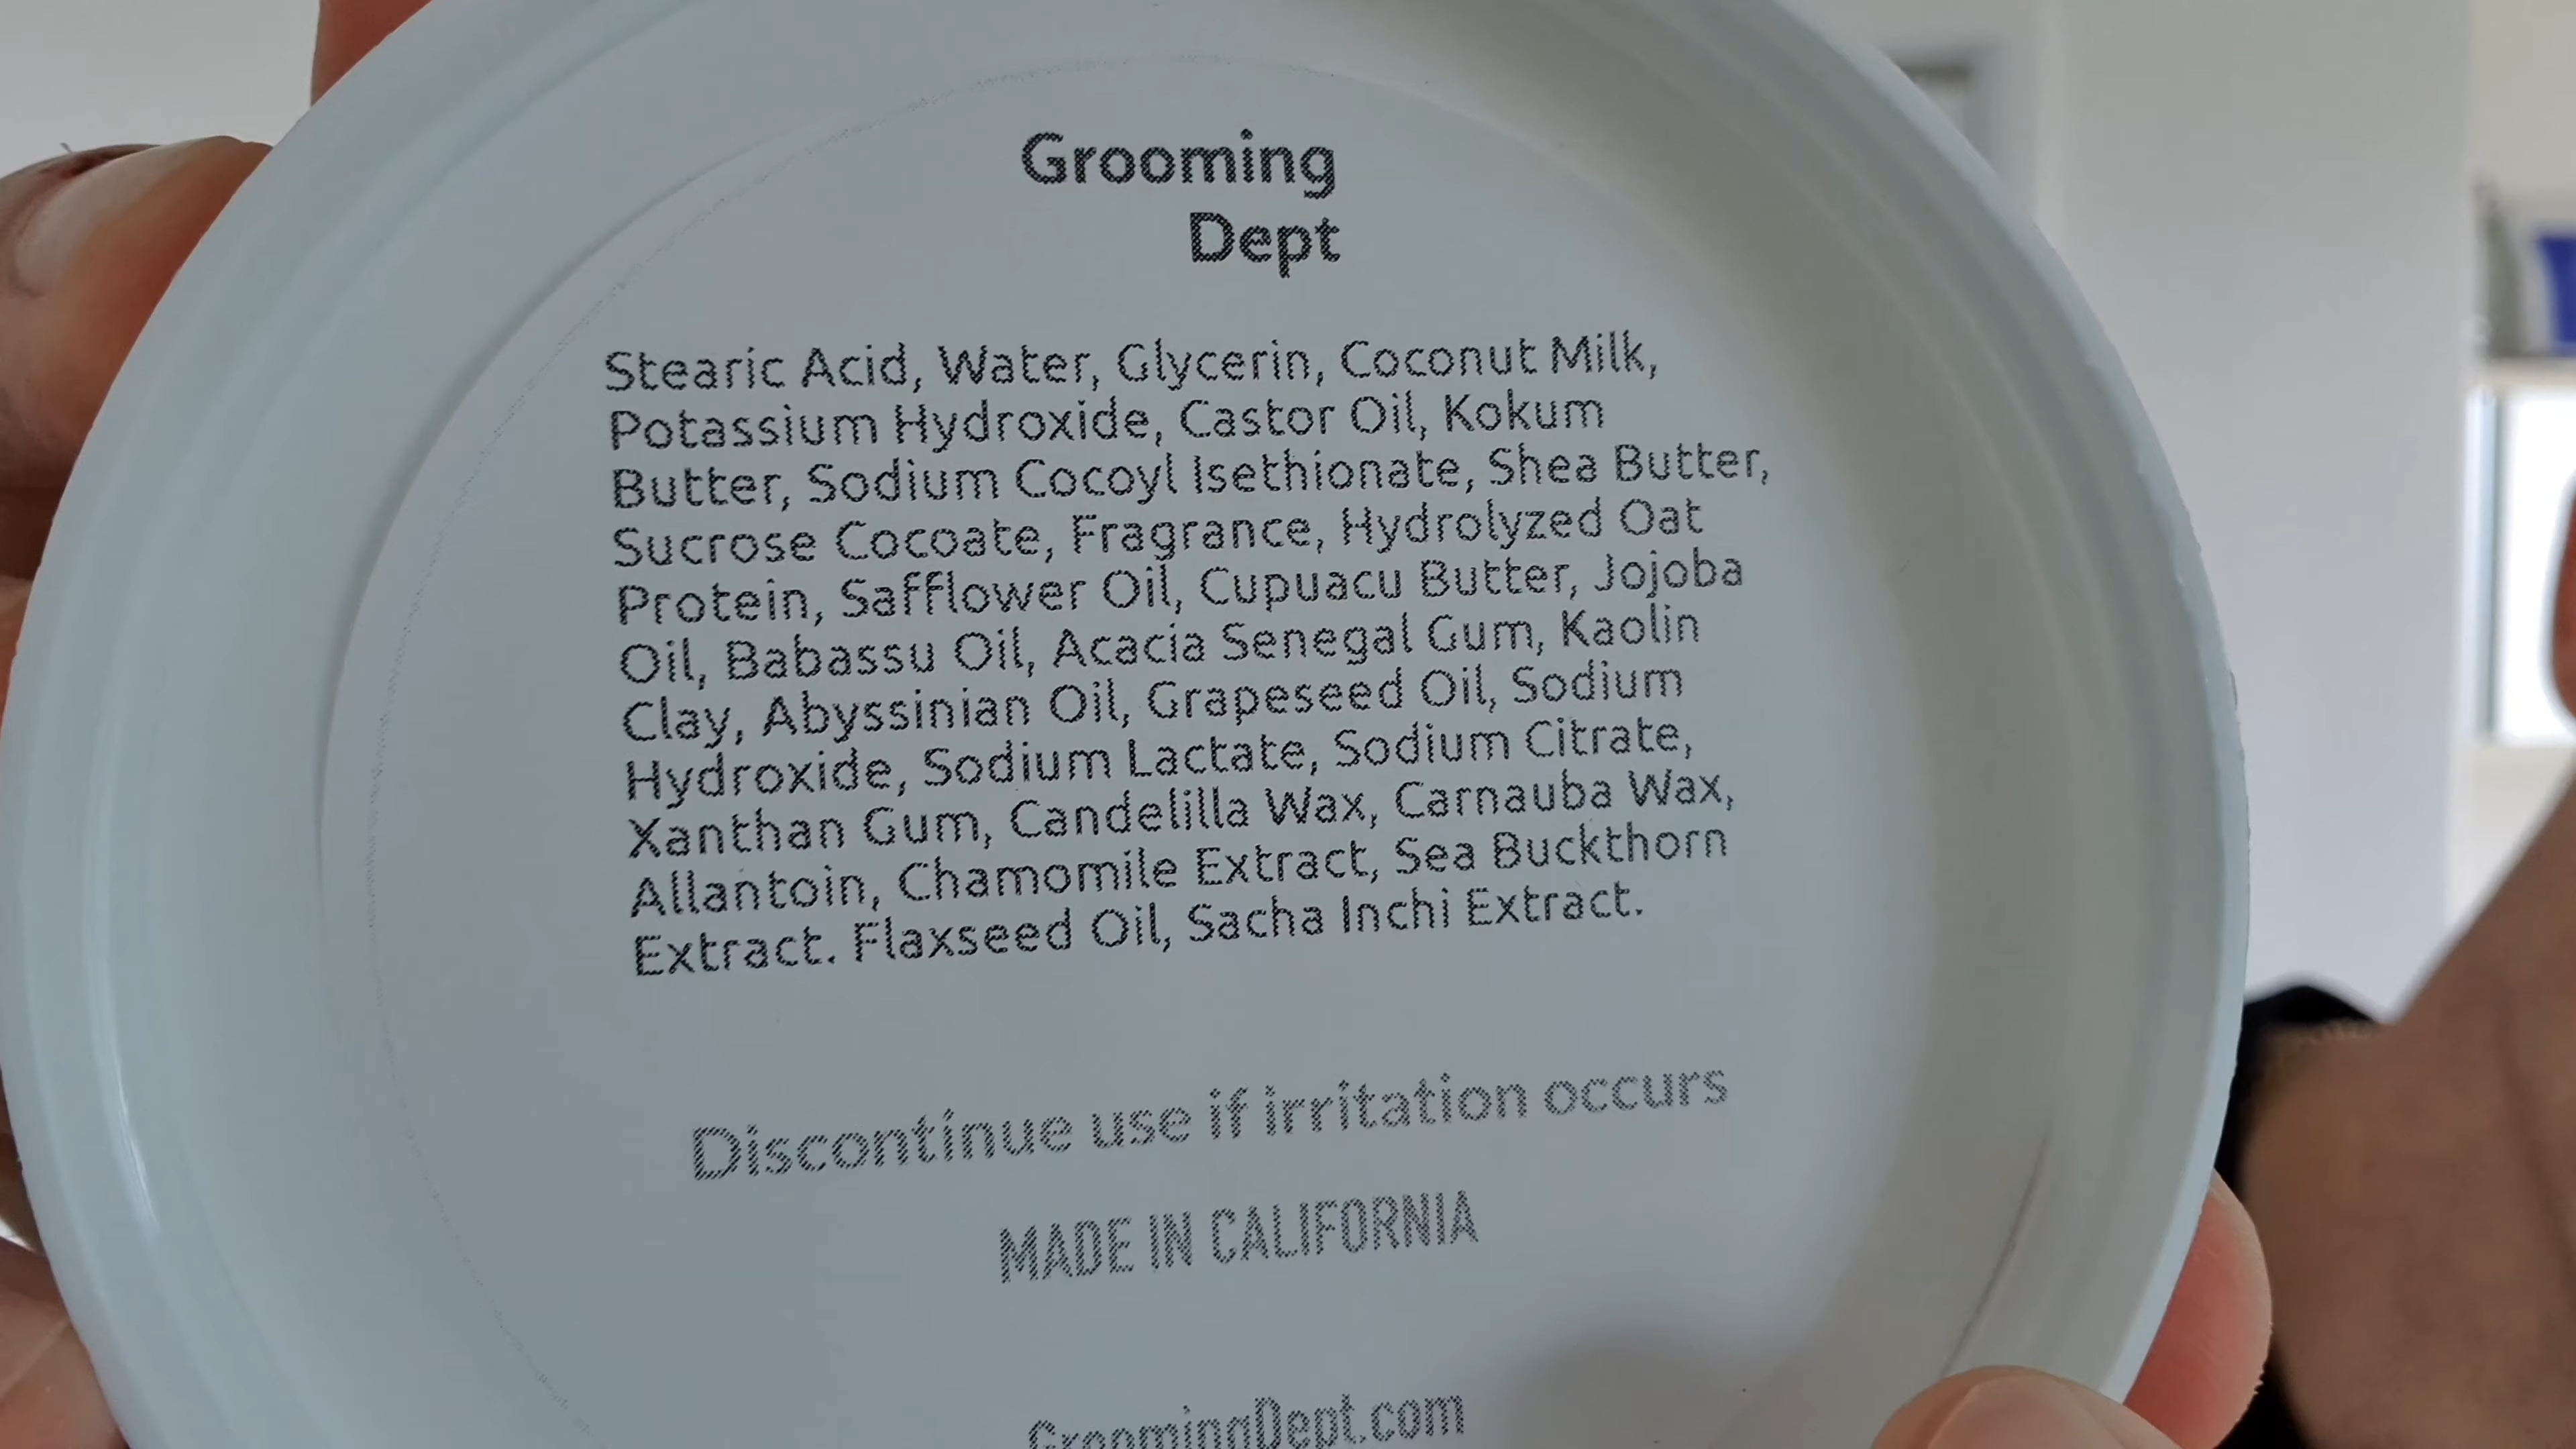 Grooming
Dept
Stearic Acid, Water, Glycerin, Coconut Milk,
Potassium Hydroxide, Castor Oil, Kokum
Butter, Sodium Cocoyl Isethionate, Shea Butter,
Sucrose Cocoate, Fragrance, Hydrolyzed Oat
Protein, Safflower Oil, Cupuacu Butter, Jojoba
Oil, Babassu Oil, Acacia Senegal Gum, Kaolin
Clay, Abyssinian Oil, Grapeseed Oil, Sodium
Hydroxide, Sodium Lactate, Sodium Citrate,
Xanthan Gum, Candelilla Wax, Carnauba Wax,
Allantoin, Chamomile Extract, Sea Buckthorn
Extract. Flaxseed Oil, Sacha Inchi Extract.
Discontinue use if irritation occurs
MADE IN CALIFORNIA
GroomingDept.com